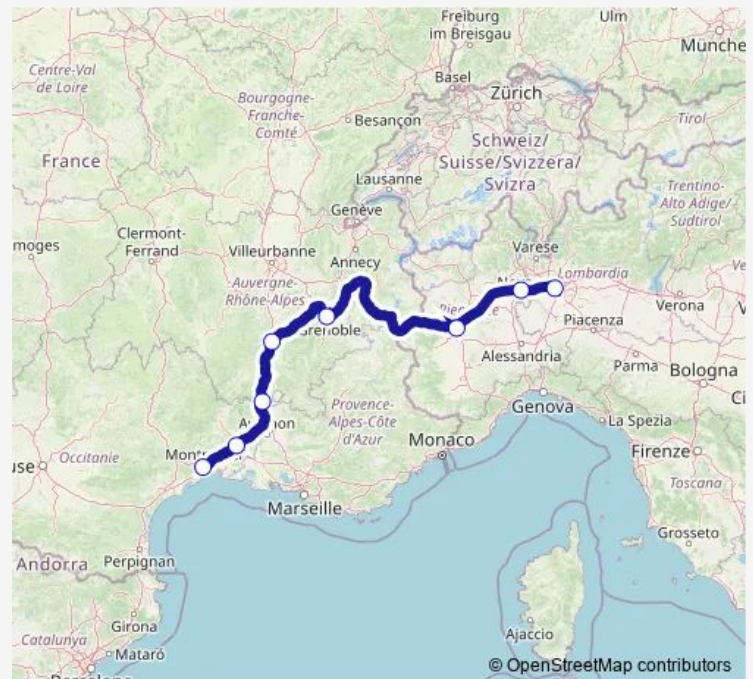 Freiburg
im Breisgau
Ulm
Münche
Centre-Val
de Loire
Basel
Zürich
Bourgogne-
Franche-
Comté
Besançon
Tirol
France
Schweiz/
Suisse/Svizzera/
Svizra
Lausanne
Trentino-
Alto Adige/
Südtirol
Genève
moges
Clermont-
Ferrand
Villeurbanne
Annecy
Varese
Auvergne-
Rhône-Alpes
Lombardia
Verona
Grenoble
Piacenza
Alessandria
Parma
Bologna
Provence-
Alpes-Côte
d'Azur
Genova
La Spezia
Monaco
Firenze
use
Occitanie
Toscana
Marseille
Grosseto
Andorra
Perpignan
Girona
Catalunya
Mataró
Ajaccio
© OpenStreetMap contributors